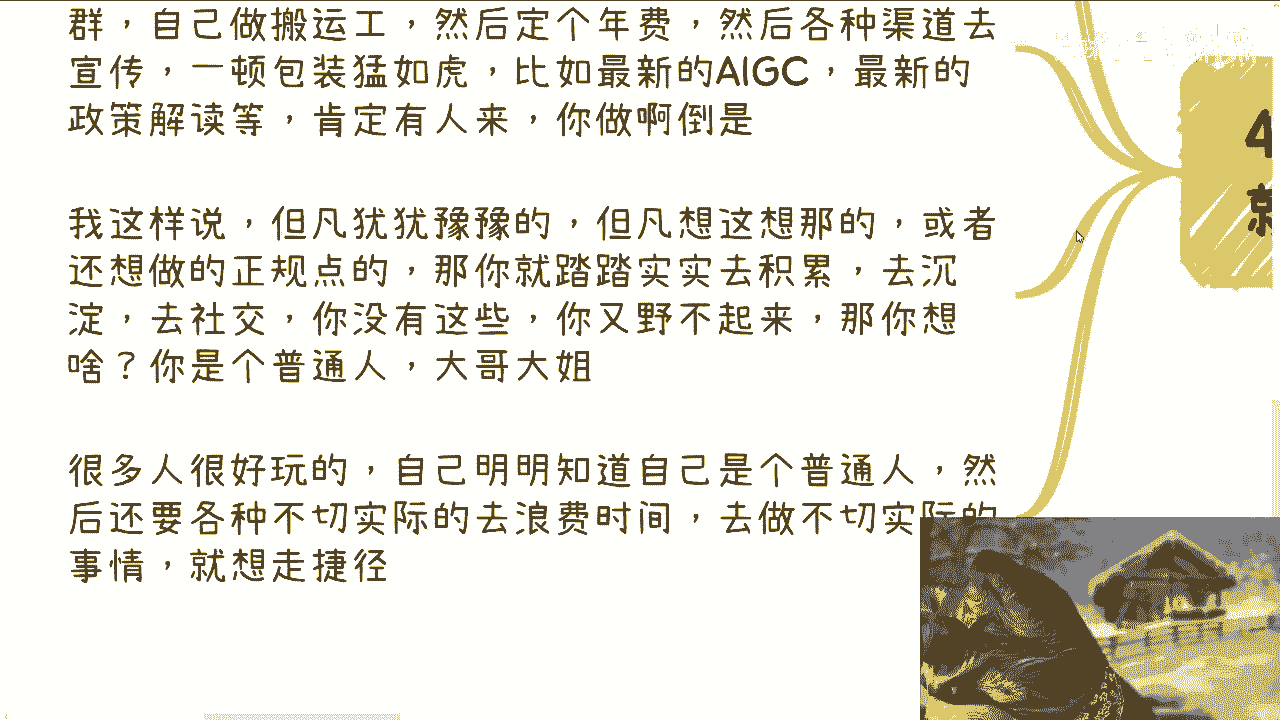 群，自己做搬运工，然后定个年费，然后各种渠道去
宣传，一顿包装猛如虎，比如最新的AIGC，最新的
政策解读等，肯定有人来，你做啊倒是
我这样说，但凡犹犹豫豫的，但凡想这想那的，或者
还想做的正规点的，那你就踏踏实实去积累，去沉
淀，去社交，你没有这些，你又野不起来，那你想
啥？你是个普通人，大哥大姐
很多人很好玩的，自己明明知道自己是个普通人，然
后还要各种不切实际的去浪费时间，去做不切实际的
事情，就想走捷径
4